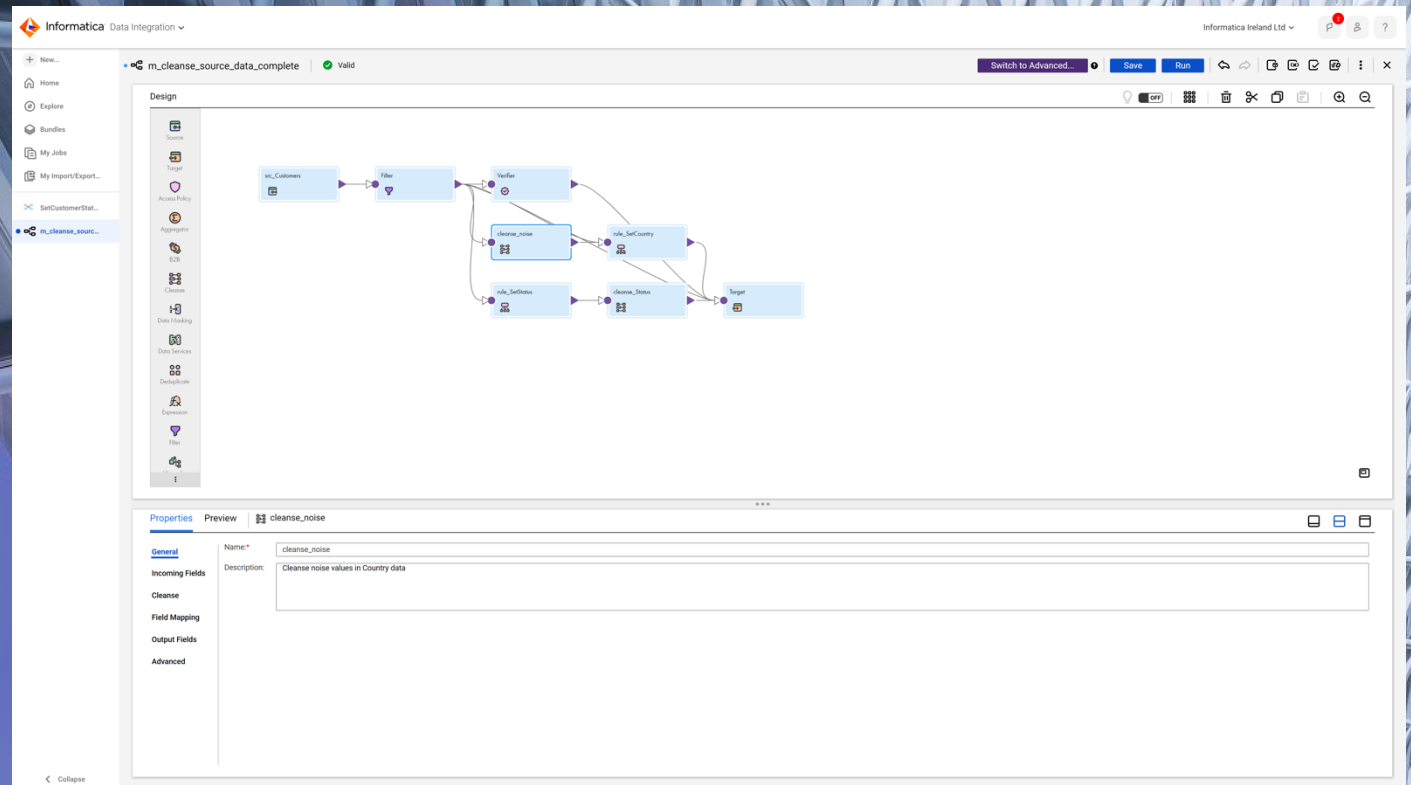 Informatica Data Integration
Informatica Ireland Ltd
2
?
New...
Home
Explore
Bundles
My Jobs
My Import/Export...
SetCustomerStat...
m_cleanse_sourc...
Collapse
m_cleanse_source_data_complete
Valid
Switch to Advanced...
Save
Run
Design
OFF
Source
Target
Access Policy
Aggregator
B2B
Cleanse
Data Masking
Data Services
Deduplicate
Expression
Filter
src_Customers
Filter
Verifier
cleanse_noise
rule_SetCountry
rule_SetStatus
cleanse_Status
Target
Properties
Preview
cleanse_noise
General
Incoming Fields
Cleanse
Field Mapping
Output Fields
Advanced
Name:*
cleanse_noise
Description:
Cleanse noise values in Country data